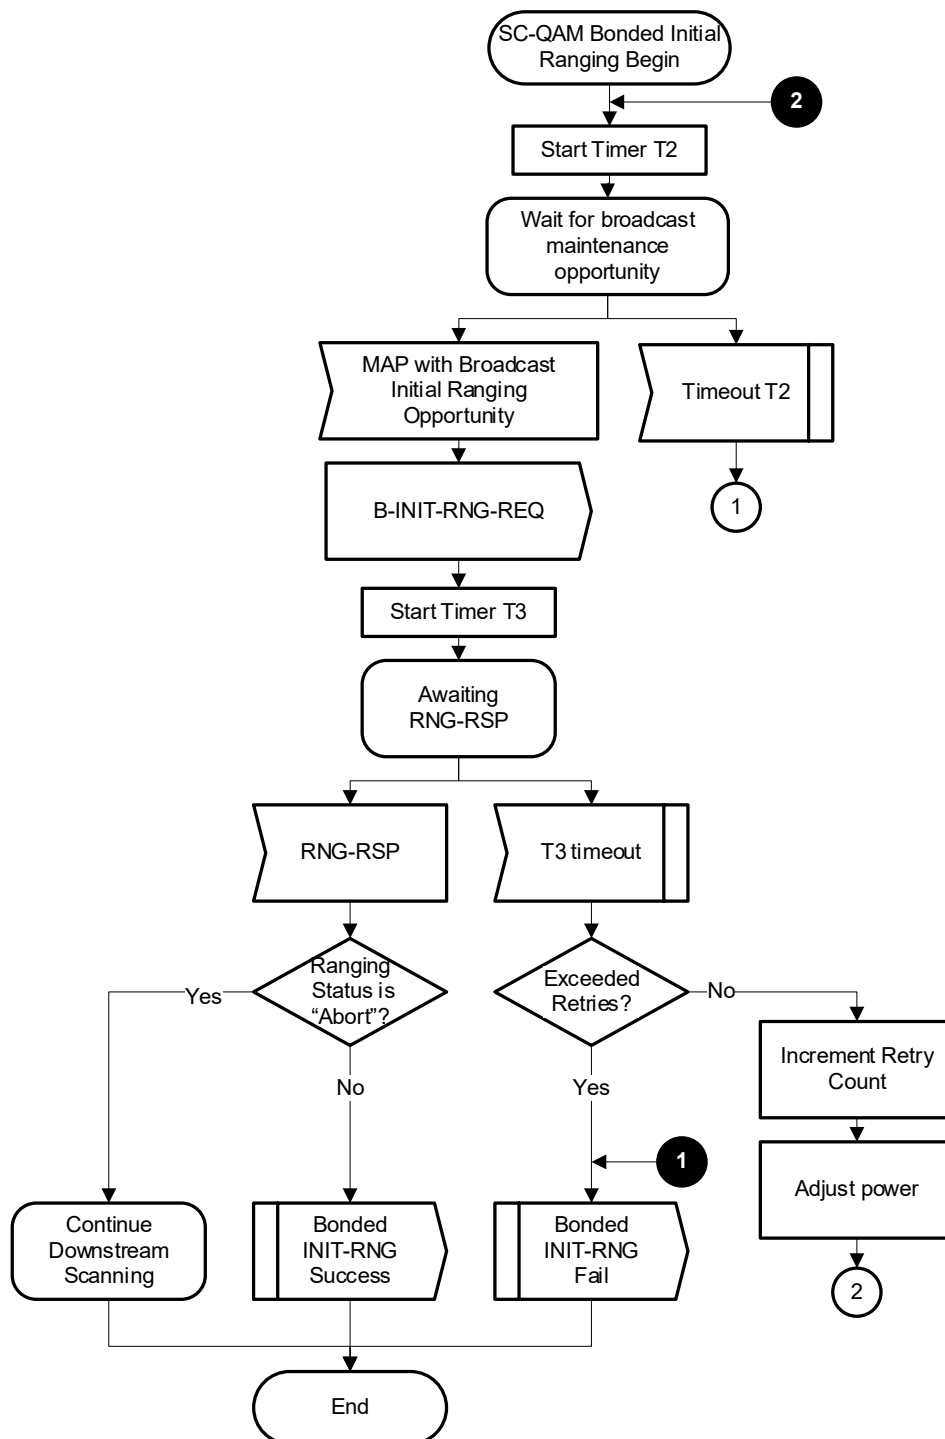 SC-QAM Bonded Initial
Ranging Begin
2
Start Timer T2
Wait for broadcast
maintenance
opportunity
MAP with Broadcast
Initial Ranging
Opportunity
Timeout T2
B-INIT-RNG-REQ
1
Start Timer T3
Awaiting
RNG-RSP
RNG-RSP
T3 timeout
Ranging
Status is
“Abort”?
Yes
No
Exceeded
Retries?
No
Yes
Increment Retry
Count
1
Adjust power
Continue
Downstream
Scanning
Bonded
INIT-RNG
Success
Bonded
INIT-RNG
Fail
2
End